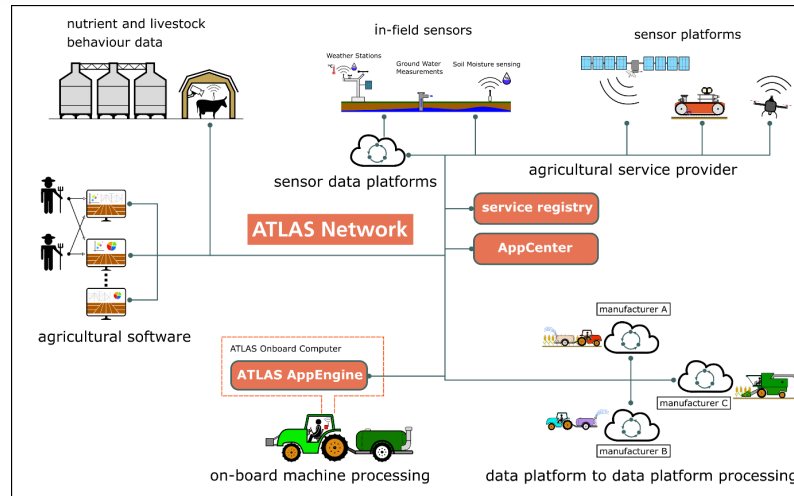 nutrient and livestock
behaviour data
in-field sensors
sensor platforms
Weather Stations
Ground Water
Measurements
Soil Moisture sensing
sensor data platforms
agricultural service provider
ATLAS Network
service registry
AppCenter
agricultural software
ATLAS Onboard Computer
ATLAS AppEngine
on-board machine processing
manufacturer A
manufacturer C
manufacturer B
data platform to data platform processing